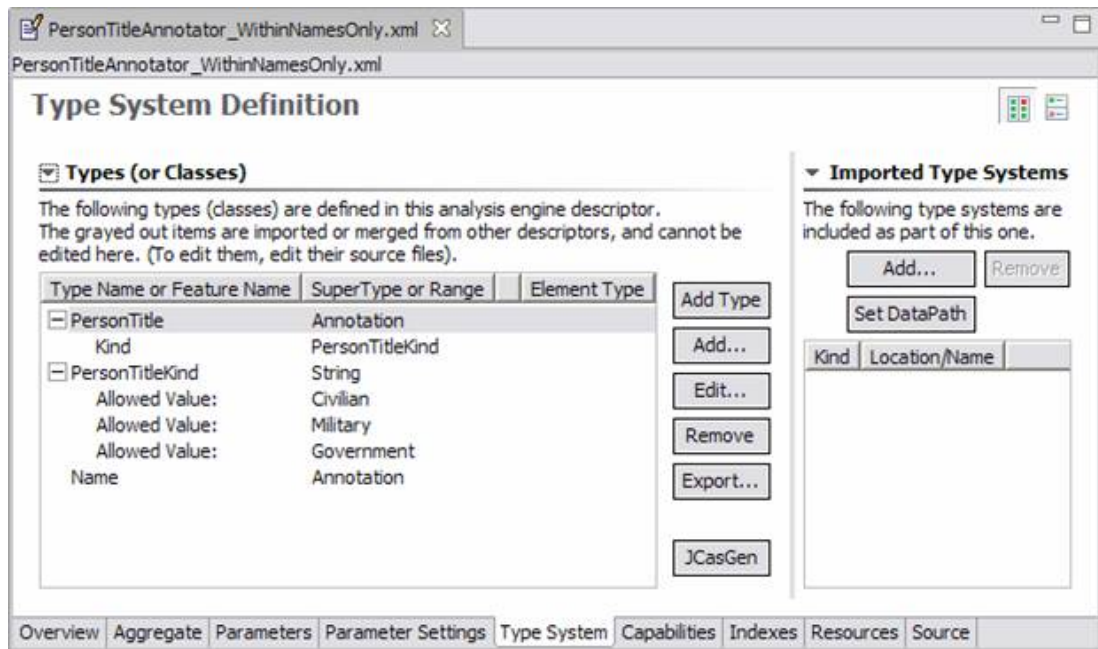 PersonTitleAnnotator_WithinNamesOnly.xml
PersonTitleAnnotator_WithinNamesOnly.xml
Type System Definition
Types (or Classes)
The following types (classes) are defined in this analysis engine descriptor.
The grayed out items are imported or merged from other descriptors, and cannot be
edited here. (To edit them, edit their source files).
Type Name or Feature Name SuperType or Range Element Type
PersonTitle Annotation
Kind PersonTitleKind
PersonTitleKind String
Allowed Value: Civilian
Allowed Value: Military
Allowed Value: Government
Name Annotation
Add Type
Add...
Edit...
Remove
Export...
JCasGen
Imported Type Systems
The following type systems are
included as part of this one.
Add... Remove
Set DataPath
Kind Location/Name
Overview Aggregate Parameters Parameter Settings Type System Capabilities Indexes Resources Source